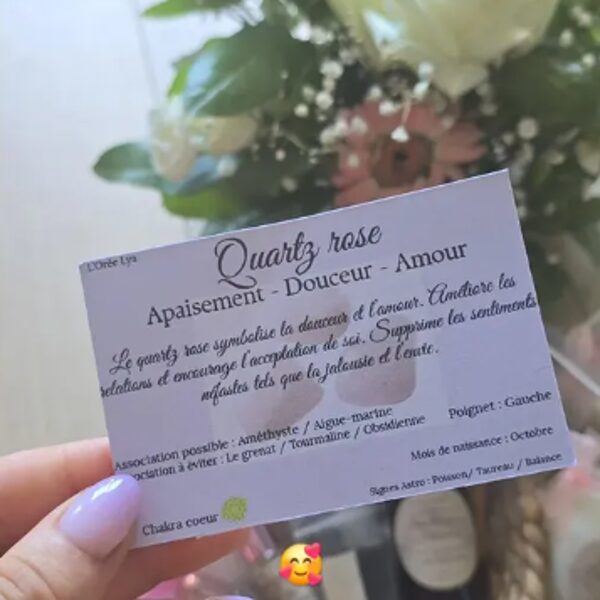 L'Orée Lya
Quartz rose
Apaisement - Douceur - Amour
Le quartz rose symbolise la douceur et l'amour. Améliore les
relations et encourage l'acceptation de soi. Supprime les sentiments
néfastes tels que la jalousie et l'envie.
Association possible : Améthyste / Aigue-marine
ociation à éviter : Le grenat / Tourmaline / Obsidienne
Poignet : Gauche
Mois de naissance : Octobre
Signes Astro : Poisson/ Taureau / Balance
Chakra coeur